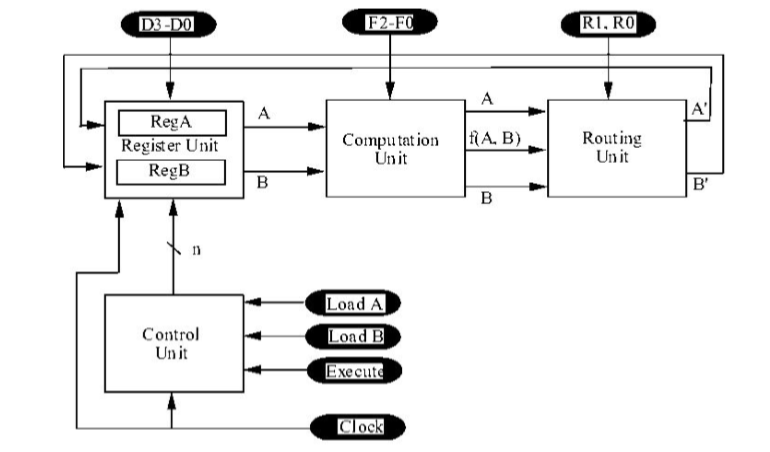 D3-D0
F2-F0
R1, R0
RegA
Register Unit
RegB
A
B
Computation
Unit
A
f(A, B)
B
Routing
Unit
A'
B'
n
Control
Unit
Load A
Load B
Execute
Clock